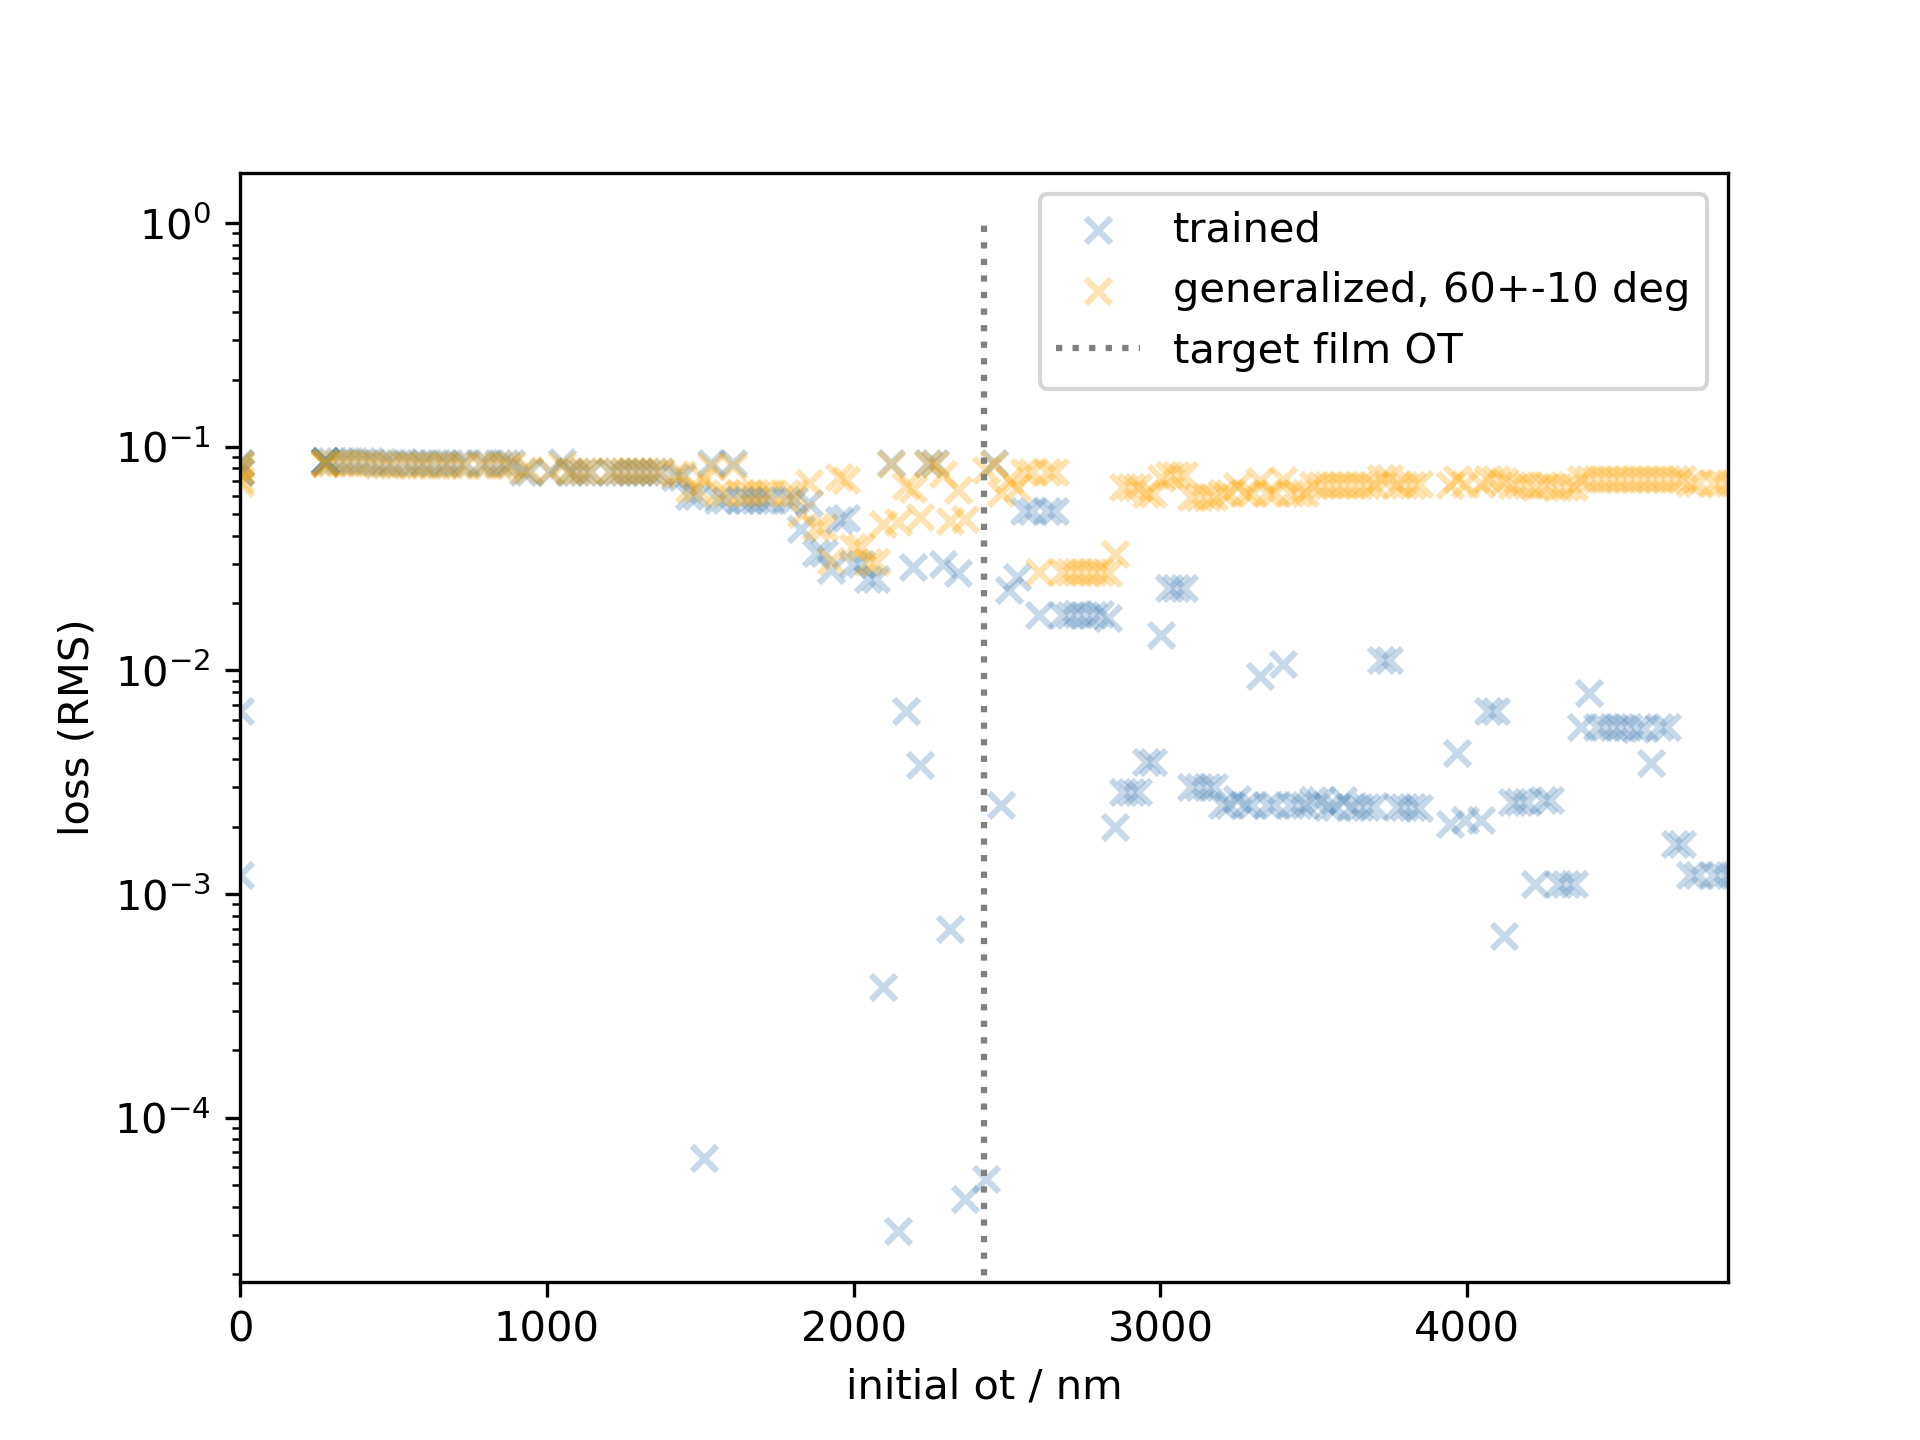 trained
generalized, 60+-10 deg
target film OT
10⁰
10⁻¹
10⁻²
10⁻³
10⁻⁴
loss (RMS)
0 1000 2000 3000 4000
initial ot / nm